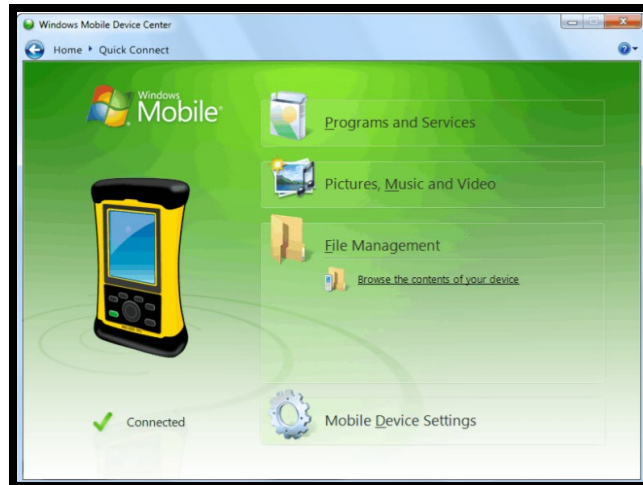 Windows Mobile Device Center
Home Quick Connect
Windows
Mobile
Programs and Services
Pictures, Music and Video
File Management
Browse the contents of your device
Connected
Mobile Device Settings